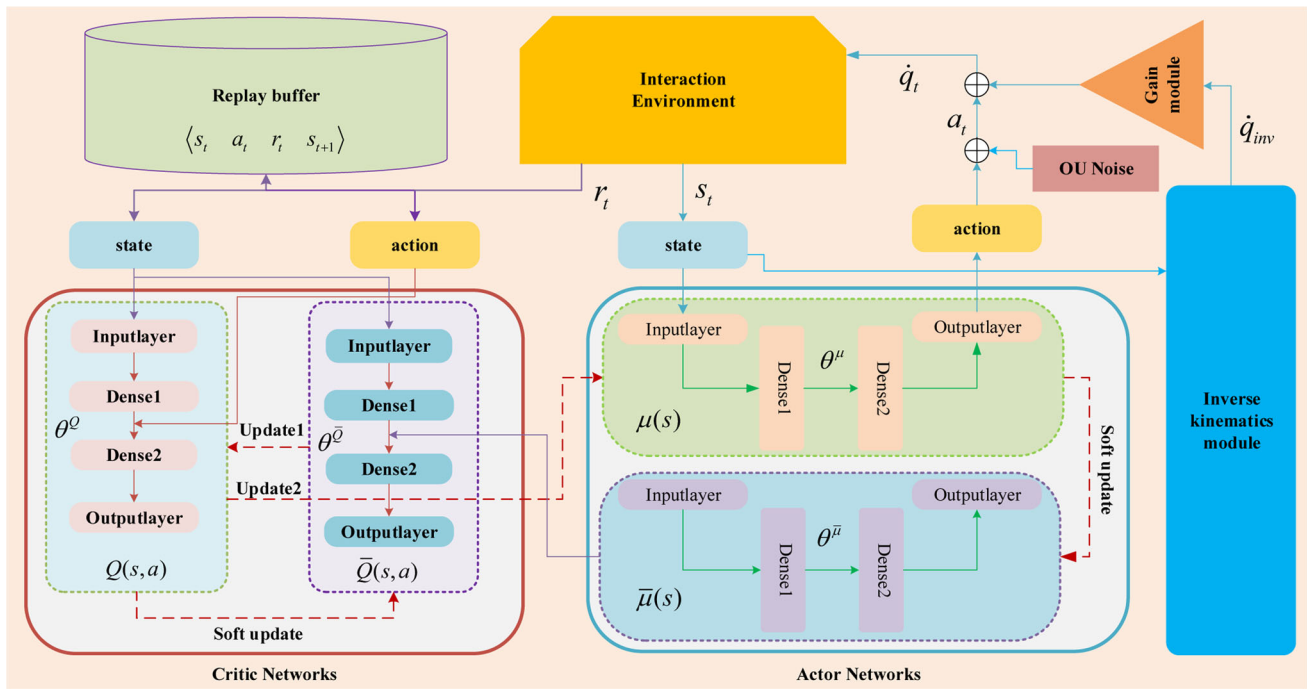 Replay buffer
⟨s_t a_t r_t s_{t+1}⟩
Interaction
Environment
Gain
module
q̇_t
a_t
q̇_{inv}
OU Noise
r_t
s_t
state
action
state
action
Inputlayer
Dense1
θ^Q
Dense2
Outputlayer
Q(s,a)
Inputlayer
Dense1
θ^{Q̄}
Dense2
Outputlayer
Q̄(s,a)
Update1
Update2
Soft update
Critic Networks
Inputlayer
Dense1
θ^μ
Dense2
Outputlayer
μ(s)
Inputlayer
Dense1
θ^{μ̄}
Dense2
Outputlayer
μ̄(s)
Soft update
Actor Networks
Inverse
kinematics
module